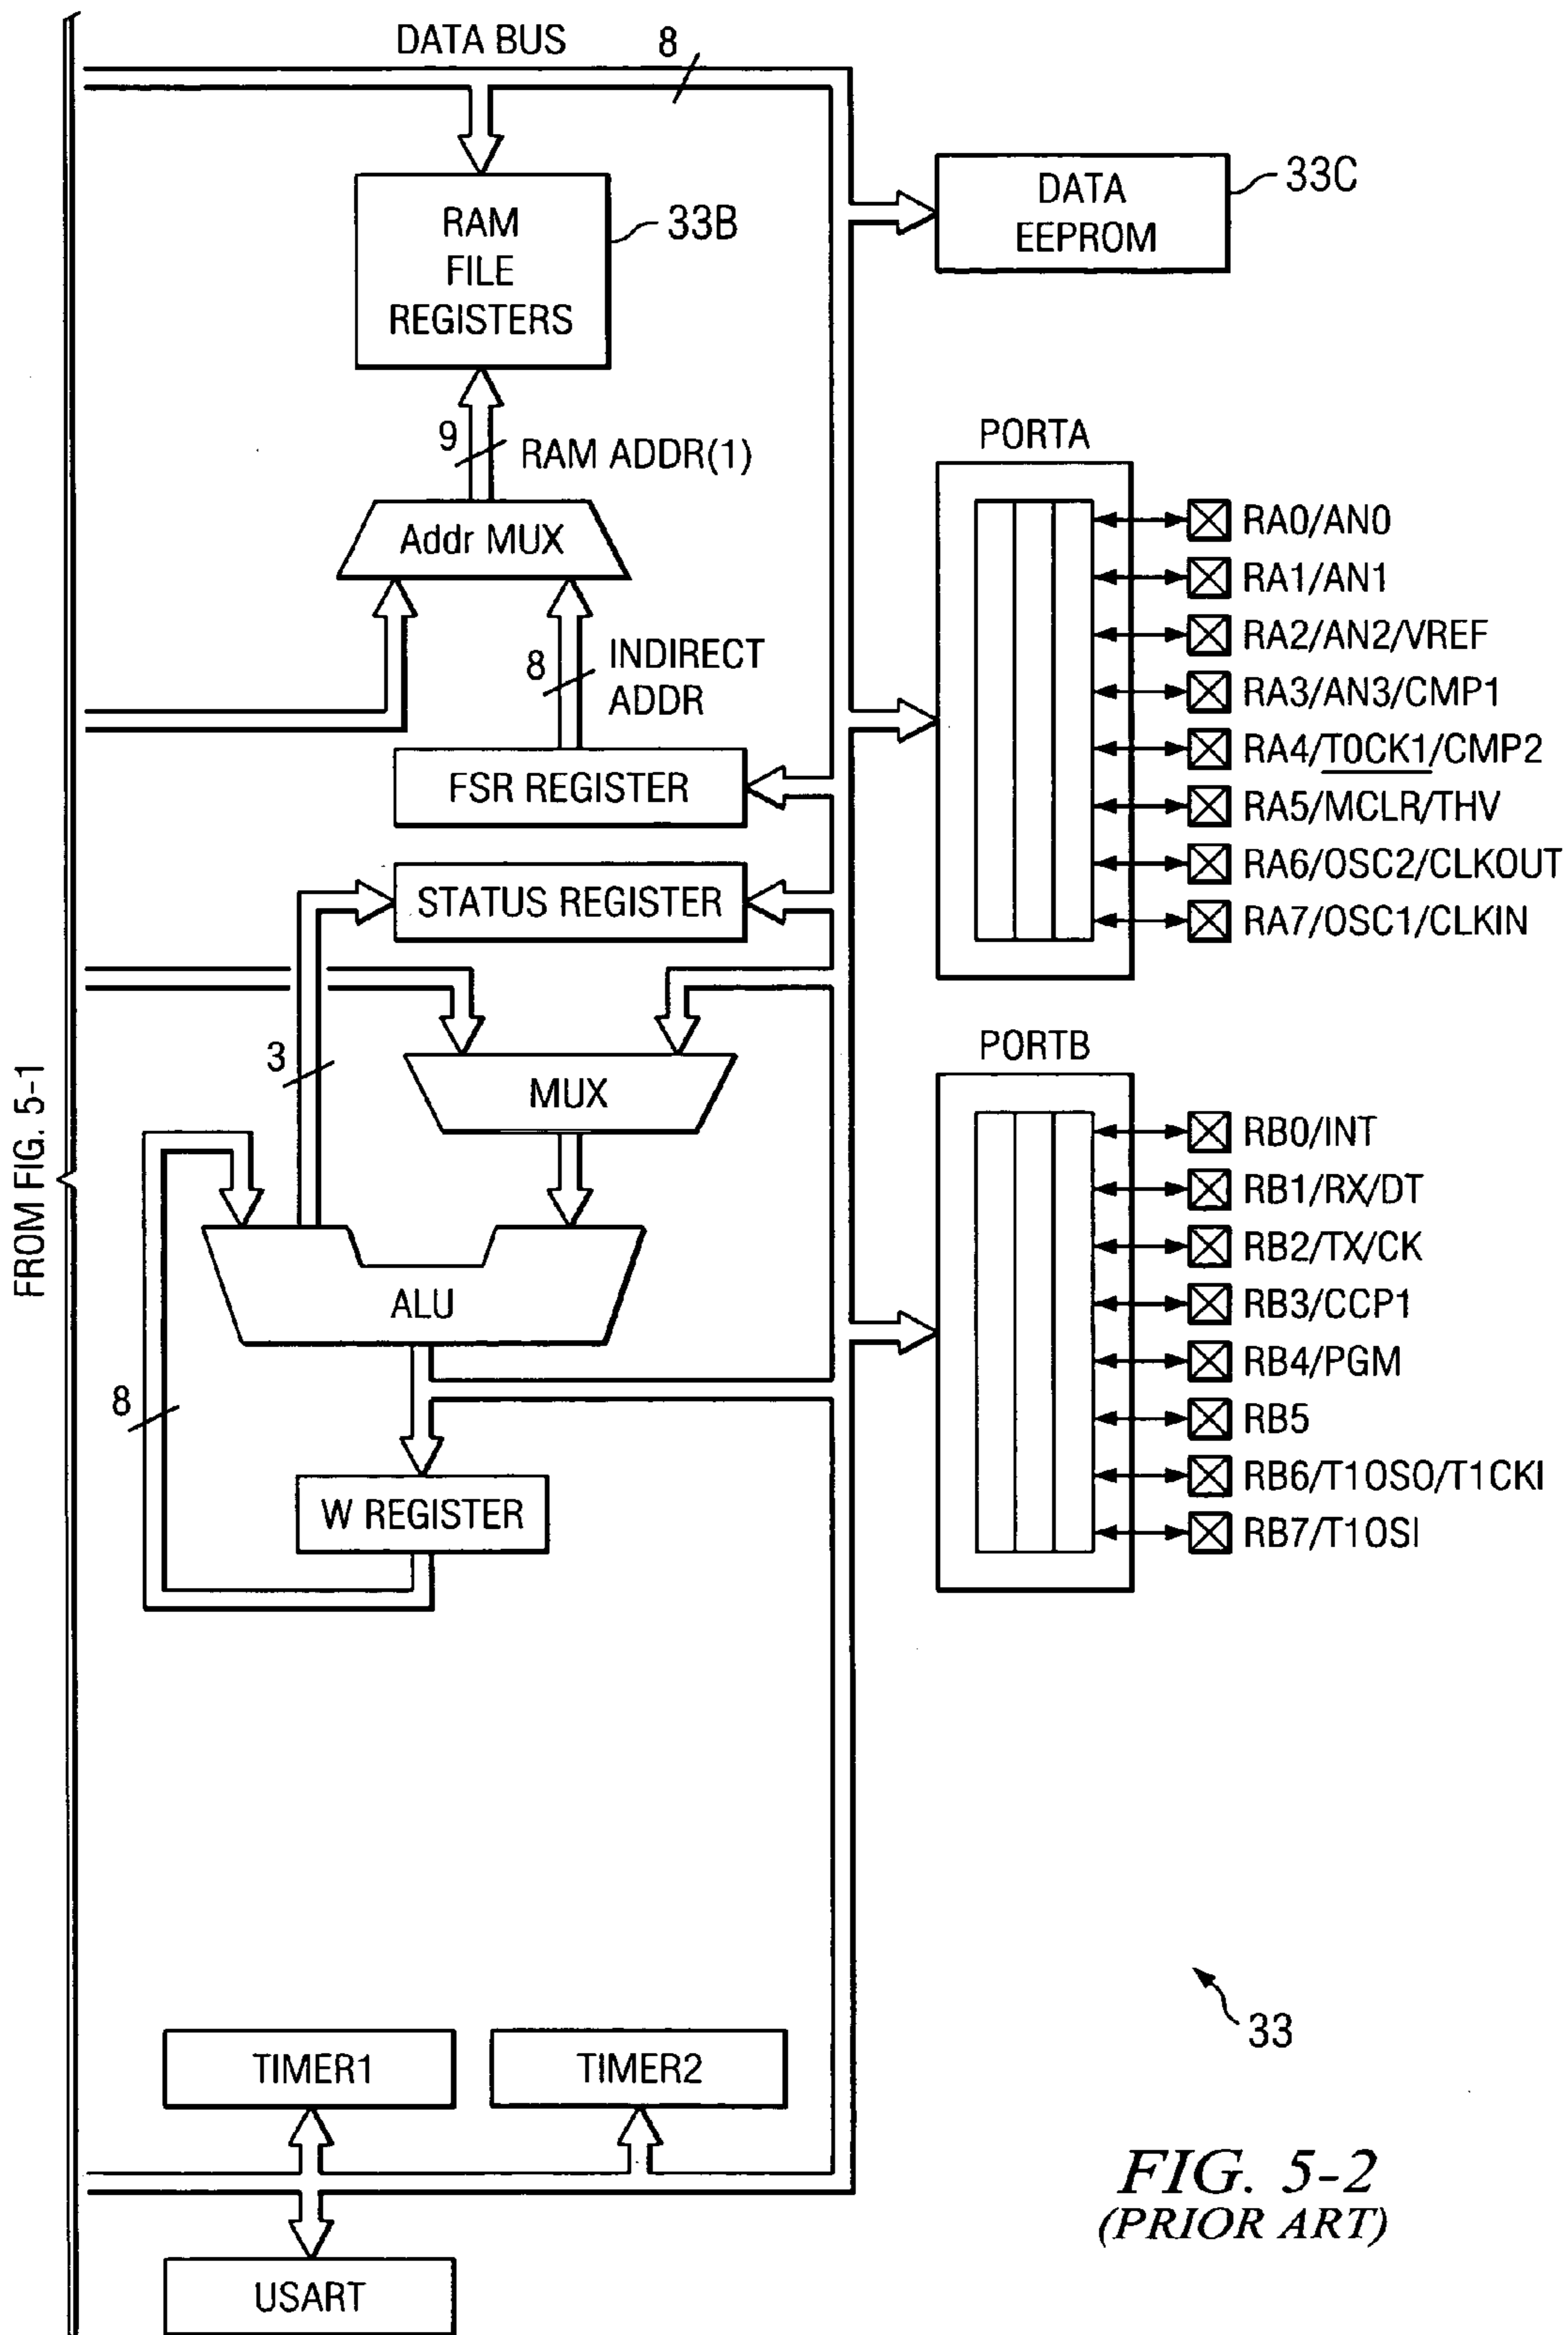 DATA BUS
8
RAM
FILE
REGISTERS
33B
DATA
EEPROM
33C
9
RAM ADDR(1)
Addr MUX
8
INDIRECT
ADDR
FSR REGISTER
STATUS REGISTER
3
MUX
ALU
8
W REGISTER
FROM FIG. 5-1
PORTA
RA0/AN0
RA1/AN1
RA2/AN2/VREF
RA3/AN3/CMP1
RA4/T0CK1/CMP2
RA5/MCLR/THV
RA6/OSC2/CLKOUT
RA7/OSC1/CLKIN
PORTB
RB0/INT
RB1/RX/DT
RB2/TX/CK
RB3/CCP1
RB4/PGM
RB5
RB6/T1OSO/T1CKI
RB7/T1OSI
TIMER1
TIMER2
USART
33
FIG. 5-2
(PRIOR ART)